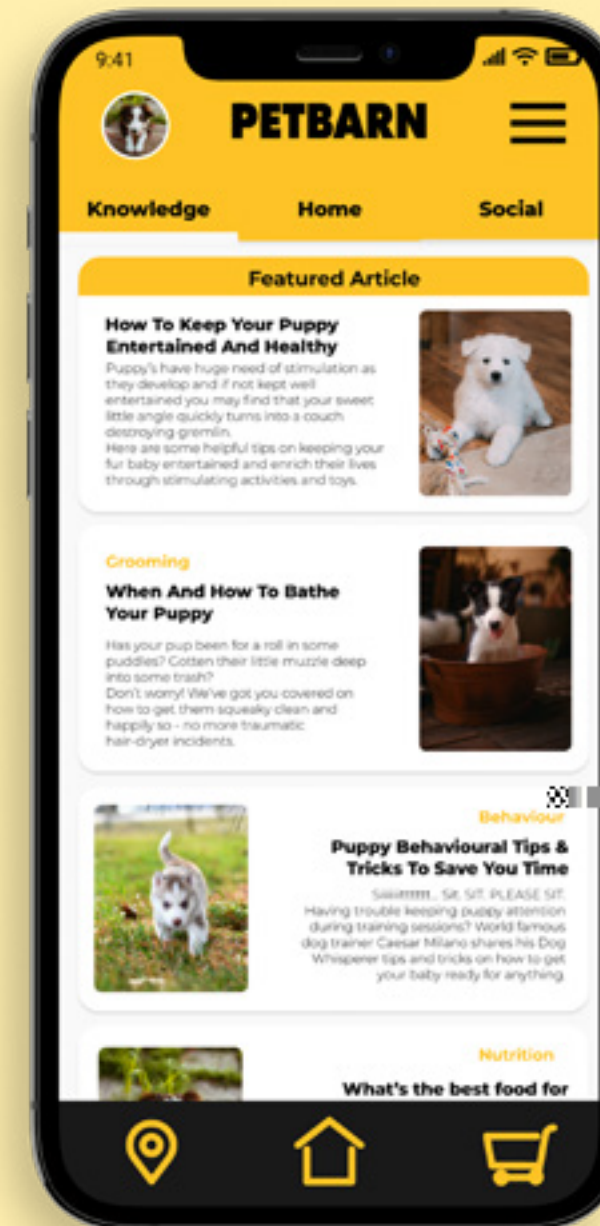 9:41
PETBARN
Knowledge Home Social
Featured Article
How To Keep Your Puppy
Entertained And Healthy
Puppy's have huge need of stimulation as
they develop and if not kept well
entertained you may find that your sweet
little angle quickly turns into a couch
destroying gremlin.
Here are some helpful tips on keeping your
fur baby entertained and enrich their lives
through stimulating activities and toys.
Grooming
When And How To Bathe
Your Puppy
Has your pup been for a roll in some
puddles? Gotten their little muzzle deep
into some trash?
Don't worry! We've got you covered on
how to get them squeaky clean and
happily so - no more traumatic
hair-dryer incidents.
Behaviour
Puppy Behavioural Tips &
Tricks To Save You Time
Sit, SIT. PLEASE SIT.
Having trouble keeping puppy attention
during training sessions? World famous
dog trainer Caesar Milano shares his Dog
Whisperer tips and tricks on how to get
your baby ready for anything.
Nutrition
What's the best food for